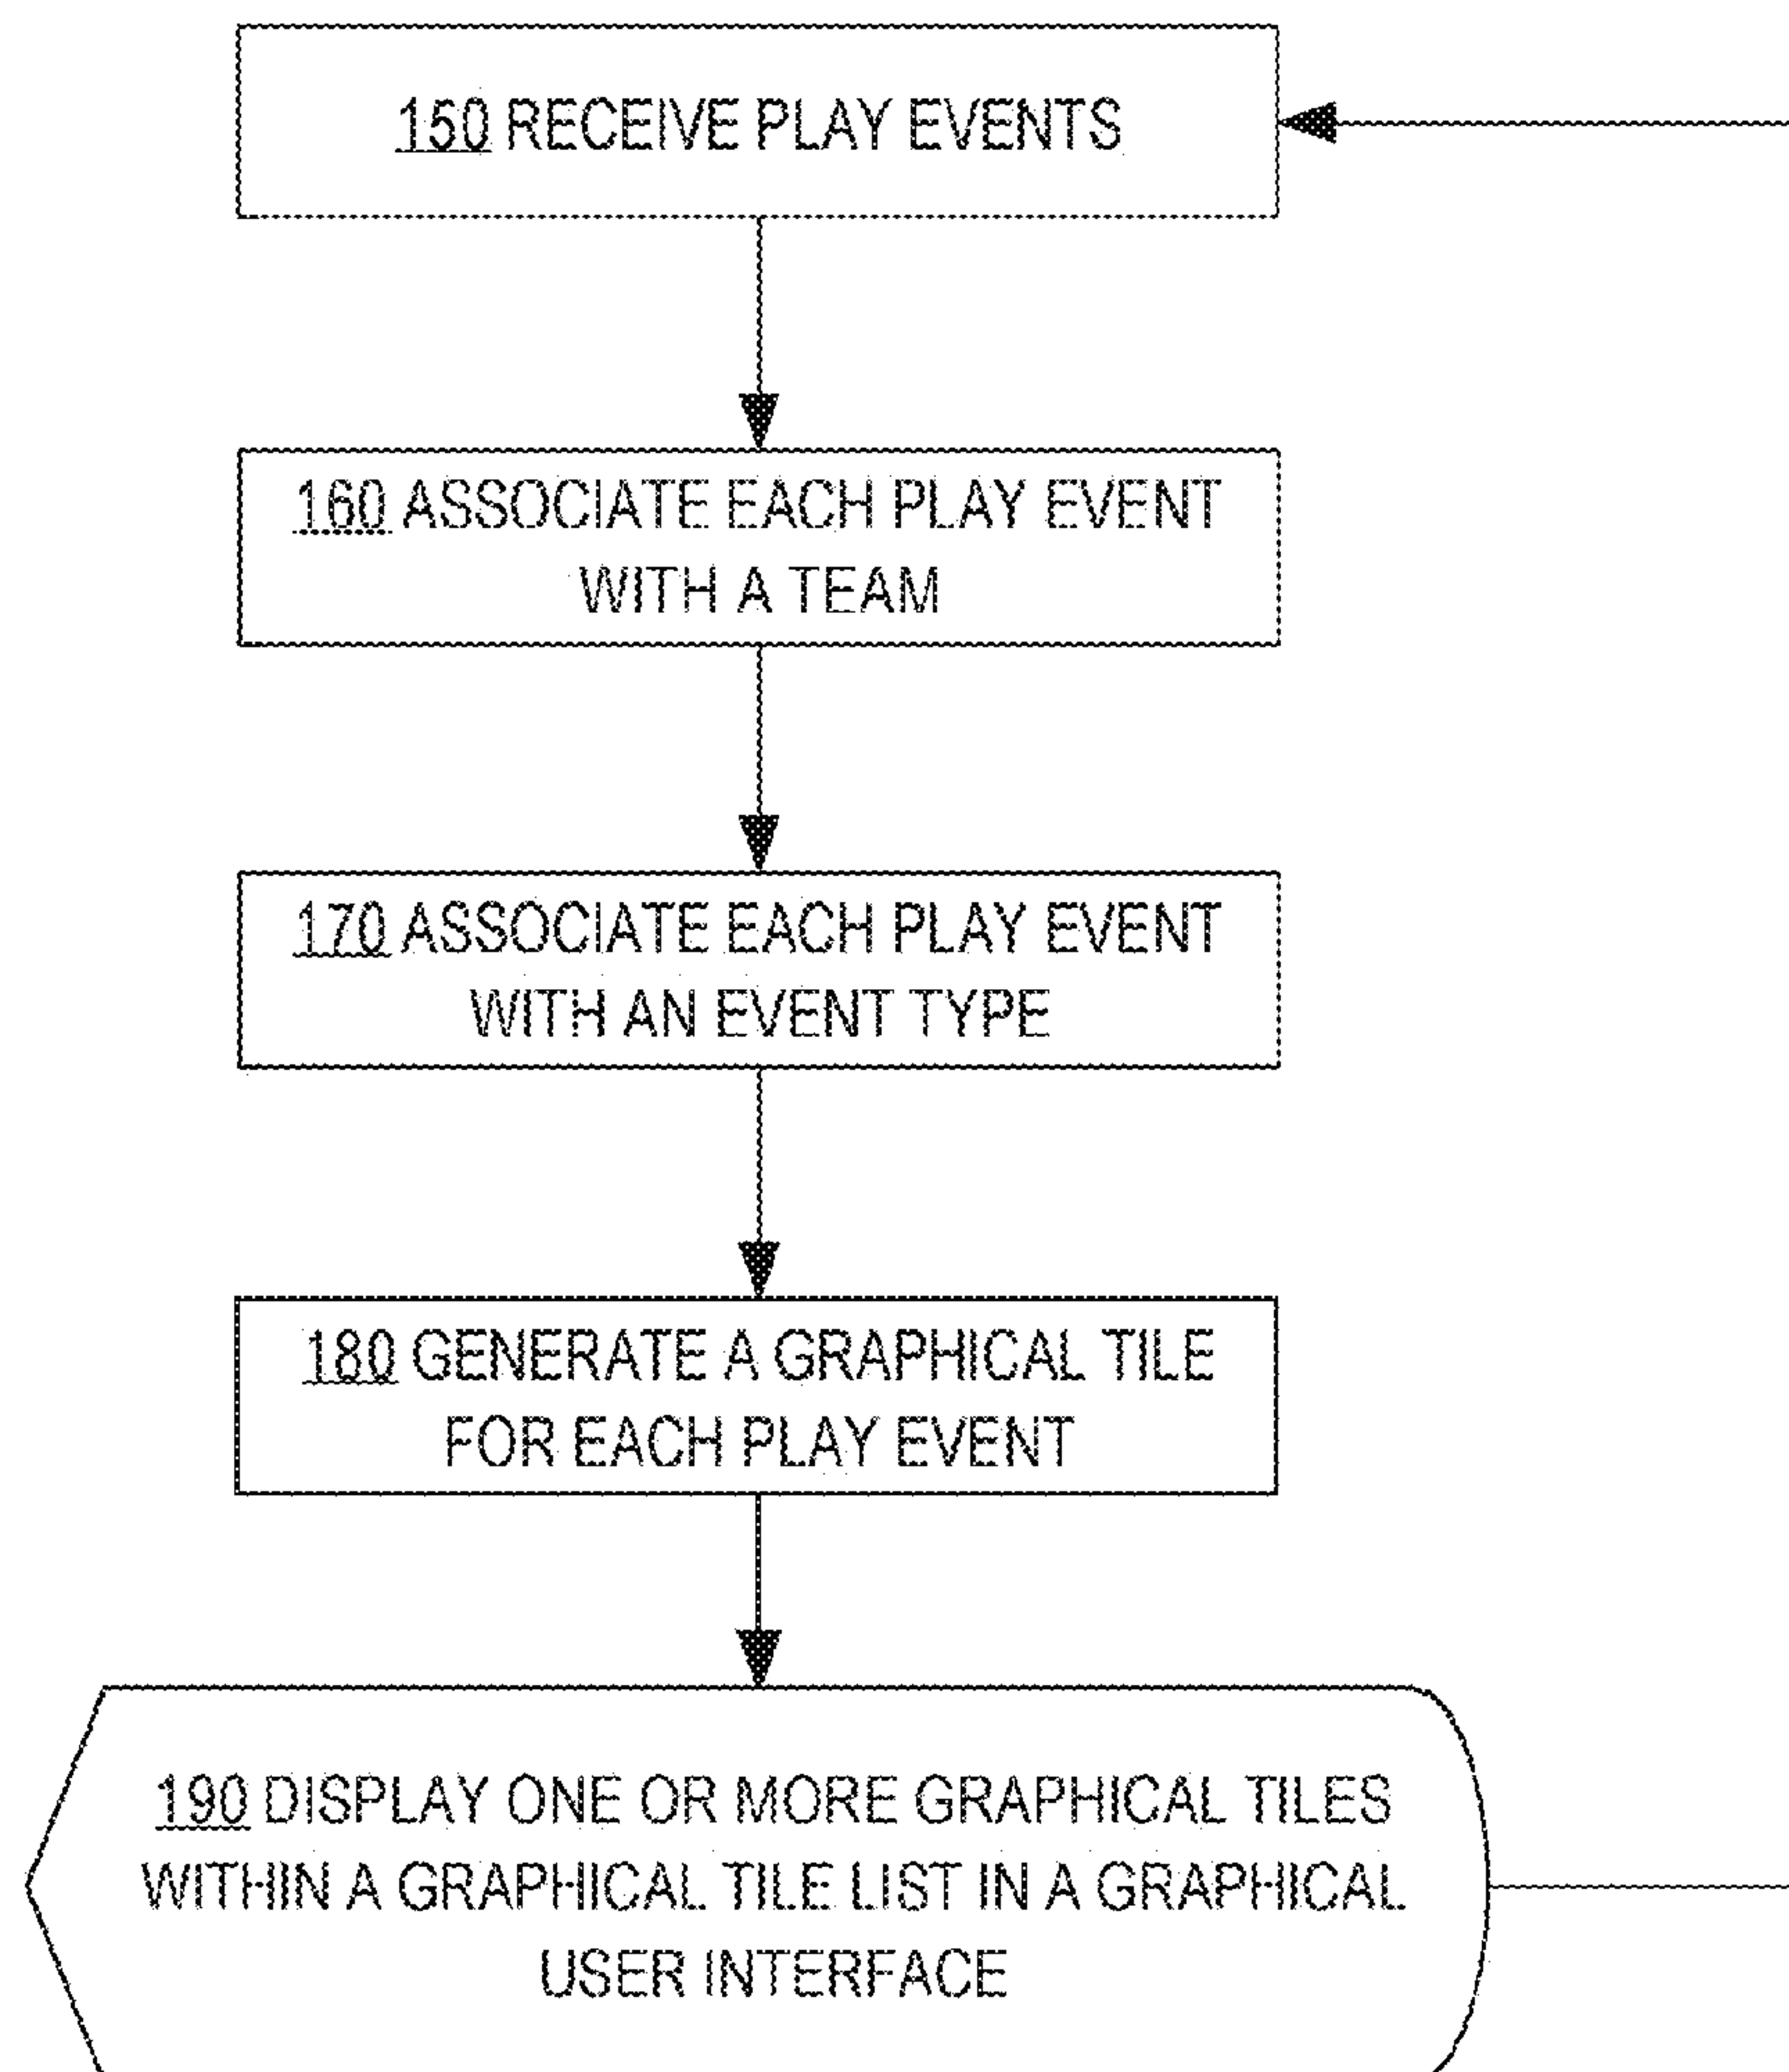 150 RECEIVE PLAY EVENTS
160 ASSOCIATE EACH PLAY EVENT
WITH A TEAM
170 ASSOCIATE EACH PLAY EVENT
WITH AN EVENT TYPE
180 GENERATE A GRAPHICAL TILE
FOR EACH PLAY EVENT
190 DISPLAY ONE OR MORE GRAPHICAL TILES
WITHIN A GRAPHICAL TILE LIST IN A GRAPHICAL
USER INTERFACE